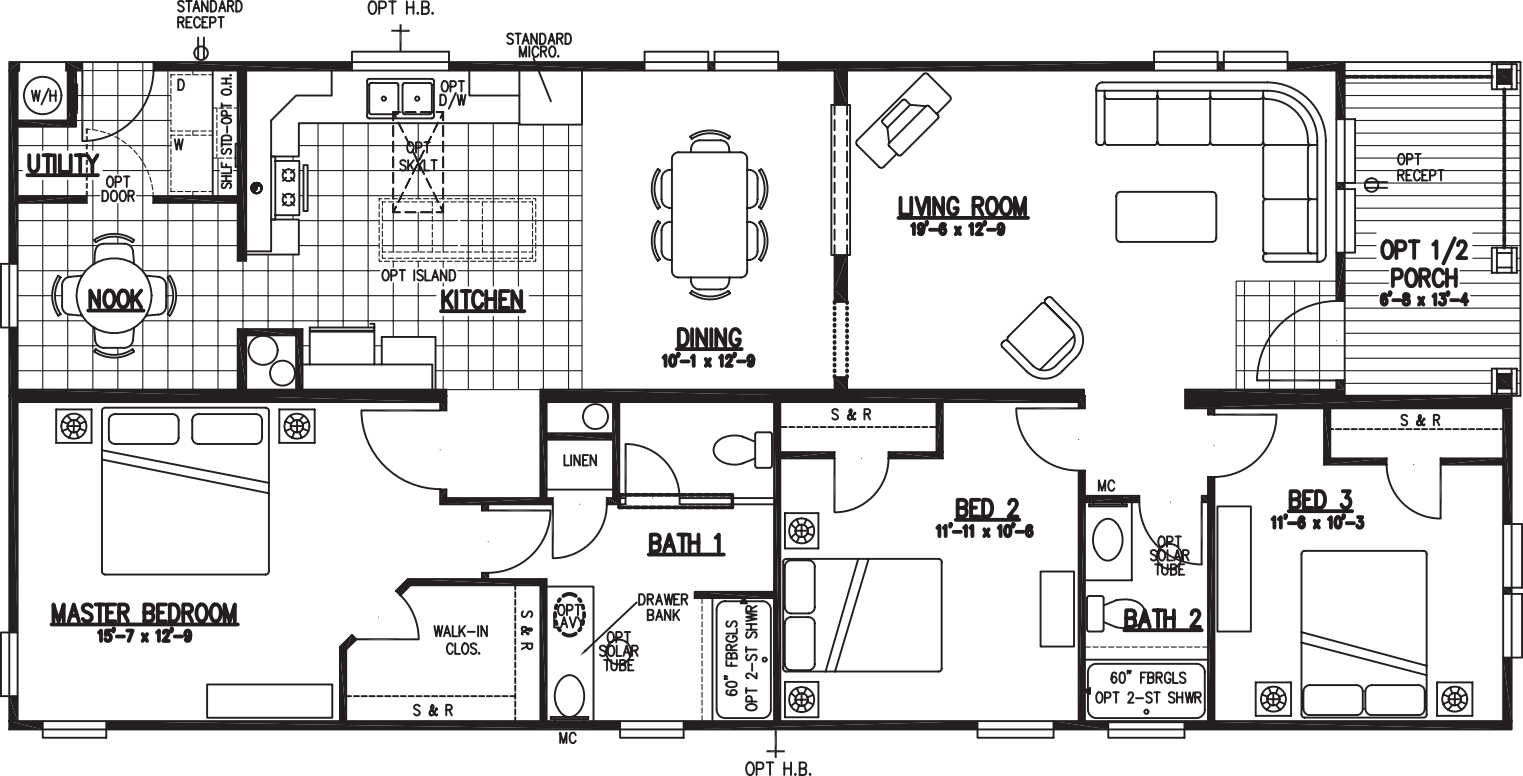 STANDARD
RECEPT
OPT H.B.
STANDARD
MICRO.
W/H
D
W
SHLF STD-OPT O.H.
UTILITY
OPT
DOOR
OPT
D/W
OPT
SKYLT
OPT ISLAND
NOOK
KITCHEN
DINING
10'-1 x 12'-9
LIVING ROOM
19'-6 x 12'-9
OPT
RECEPT
OPT 1/2
PORCH
6'-8 x 13'-4
MASTER BEDROOM
15'-7 x 12'-9
WALK-IN
CLOS.
S & R
S & R
LINEN
BATH 1
DRAWER
BANK
OPT
LAVY
OPT
SOLAR
TUBE
60" FBRGLS
OPT 2-ST SHWR
MC
OPT H.B.
S & R
BED 2
11'-11 x 10'-6
MC
OPT
SOLAR
TUBE
BATH 2
60" FBRGLS
OPT 2-ST SHWR
S & R
BED 3
11'-6 x 10'-3